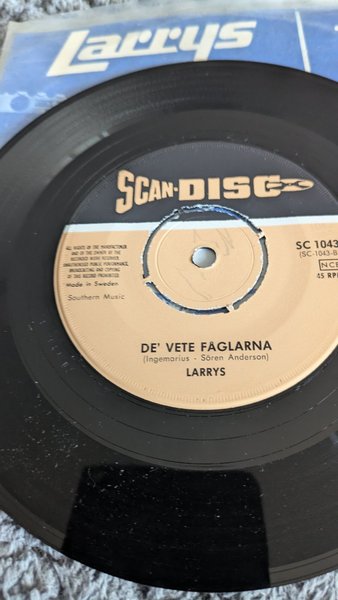 Larrys
SCAN-DISC
ALL RIGHTS OF THE MANUFACTURER
AND OF THE OWNER OF THE
RECORDED WORK RESERVED
UNAUTHORISED PUBLIC PERFORMANCE,
BROADCASTING AND COPYING
OF THIS RECORD PROHIBITED
Made in Sweden
Southern Music
SC 1043
(SC-1043-B
NCB
45 RPM
DE' VETE FÅGLARNA
(Ingemarius - Sören Anderson)
LARRYS